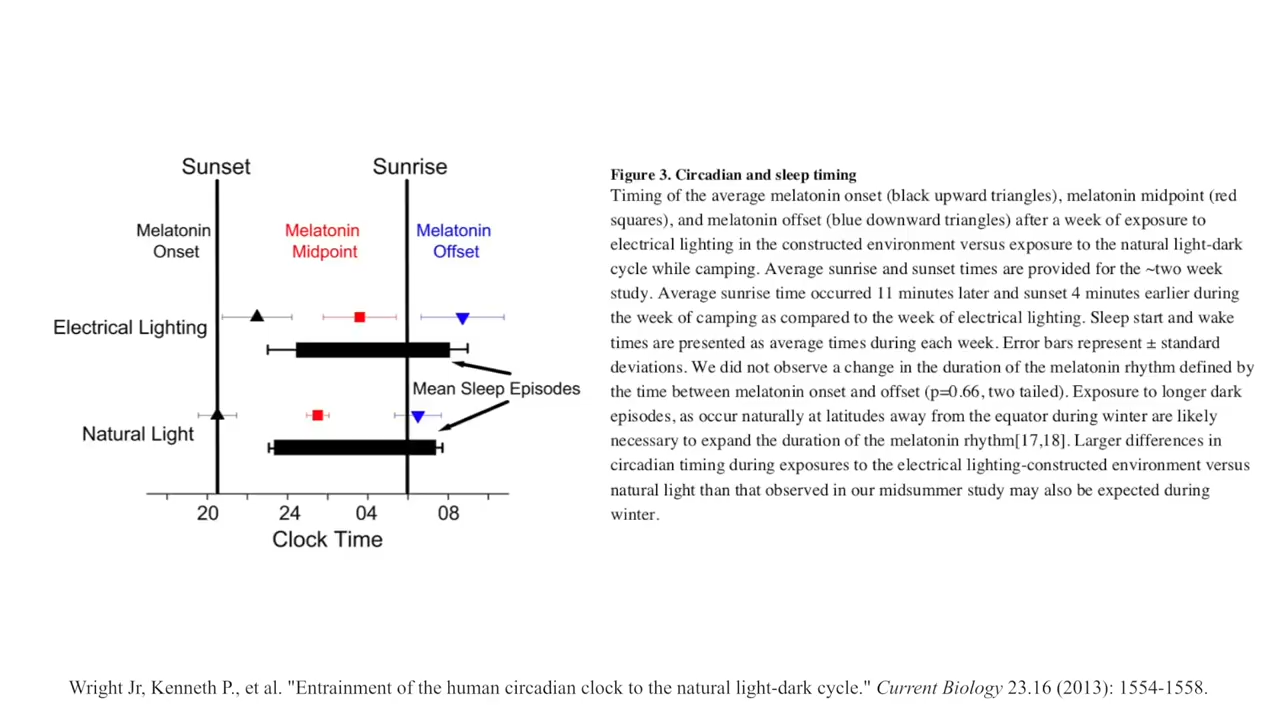 Sunset
Sunrise
Melatonin
Onset
Melatonin
Midpoint
Melatonin
Offset
Electrical Lighting
Mean Sleep Episodes
Natural Light
20
24
04
08
Clock Time
Figure 3. Circadian and sleep timing
Timing of the average melatonin onset (black upward triangles), melatonin midpoint (red
squares), and melatonin offset (blue downward triangles) after a week of exposure to
electrical lighting in the constructed environment versus exposure to the natural light-dark
cycle while camping. Average sunrise and sunset times are provided for the ~two week
study. Average sunrise time occurred 11 minutes later and sunset 4 minutes earlier during
the week of camping as compared to the week of electrical lighting. Sleep start and wake
times are presented as average times during each week. Error bars represent ± standard
deviations. We did not observe a change in the duration of the melatonin rhythm defined by
the time between melatonin onset and offset (p=0.66, two tailed). Exposure to longer dark
episodes, as occur naturally at latitudes away from the equator during winter are likely
necessary to expand the duration of the melatonin rhythm[17,18]. Larger differences in
circadian timing during exposures to the electrical lighting-constructed environment versus
natural light than that observed in our midsummer study may also be expected during
winter.
Wright Jr, Kenneth P., et al. "Entrainment of the human circadian clock to the natural light-dark cycle." Current Biology 23.16 (2013): 1554-1558.